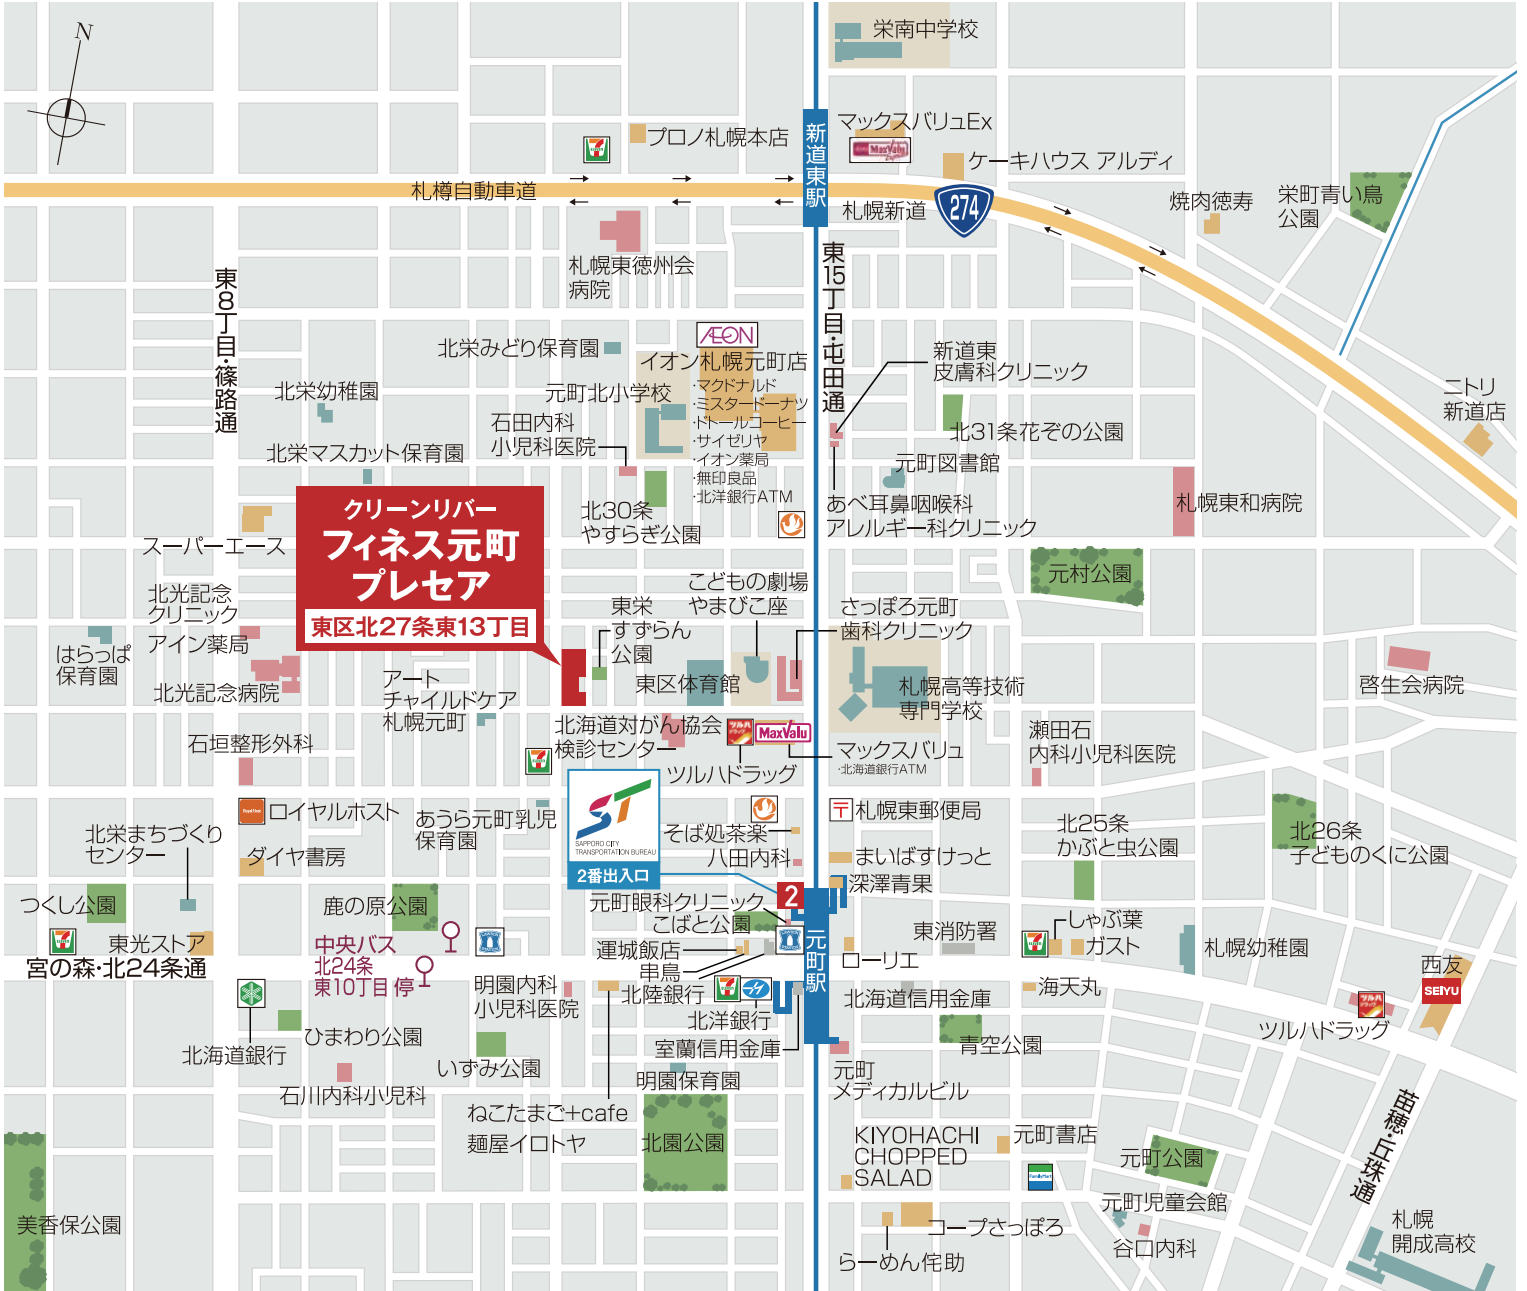 N
栄南中学校
マックスバリュEx
MaxValu
Express
プロノ札幌本店
新道東駅
ケーキハウス アルディ
札樽自動車道
札幌新道
274
焼肉徳寿
栄町青い鳥
公園
札幌東徳州会
病院
東8丁目・篠路通
東15丁目・屯田通
AEON
北栄みどり保育園
イオン札幌元町店
・マクドナルド
・ミスタードーナツ
・ドトールコーヒー
・サイゼリヤ
・イオン薬局
・無印良品
・北洋銀行ATM
新道東
皮膚科クリニック
北栄幼稚園
元町北小学校
石田内科
小児科医院
ニトリ
新道店
北31条花ぞの公園
北栄マスカット保育園
元町図書館
クリーンリバー
フィネス元町
プレセア
東区北27条東13丁目
北30条
やすらぎ公園
あべ耳鼻咽喉科
アレルギー科クリニック
札幌東和病院
スーパーエース
元村公園
北光記念
クリニック
アイン薬局
こどもの劇場
やまびこ座
東栄
すずらん
公園
さっぽろ元町
歯科クリニック
はらっぱ
保育園
北光記念病院
アート
チャイルドケア
札幌元町
東区体育館
札幌高等技術
専門学校
啓生会病院
石垣整形外科
北海道対がん協会
検診センター
ツルハ
ドラッグ
MaxValu
マックスバリュ
・北海道銀行ATM
瀬田石
内科小児科医院
ツルハドラッグ
ST
SAPPORO CITY
TRANSPORTATION BUREAU
2番出入口
ロイヤルホスト
あうら元町乳児
保育園
そば処茶楽
札幌東郵便局
北栄まちづくり
センター
ダイヤ書房
八田内科
まいばすけっと
北25条
かぶと虫公園
北26条
子どものくに公園
深澤青果
2
つくし公園
鹿の原公園
元町眼科クリニック
こばと公園
東消防署
しゃぶ葉
ガスト
札幌幼稚園
東光ストア
中央バス
北24条
東10丁目 停
運城飯店
串鳥
元町駅
ローリエ
西友
SEIYU
宮の森・北24条通
明園内科
小児科医院
北陸銀行
北洋銀行
北海道信用金庫
海天丸
ツルハ
ドラッグ
ツルハドラッグ
北海道銀行
ひまわり公園
いずみ公園
室蘭信用金庫
青空公園
石川内科小児科
明園保育園
元町
メディカルビル
ねこたまご+cafe
麺屋イロトヤ
北園公園
KIYOHACHI
CHOPPED
SALAD
元町書店
FamilyMart
元町公園
苗穂・丘珠通
美香保公園
元町児童会館
谷口内科
コープさっぽろ
らーめん侘助
札幌
開成高校